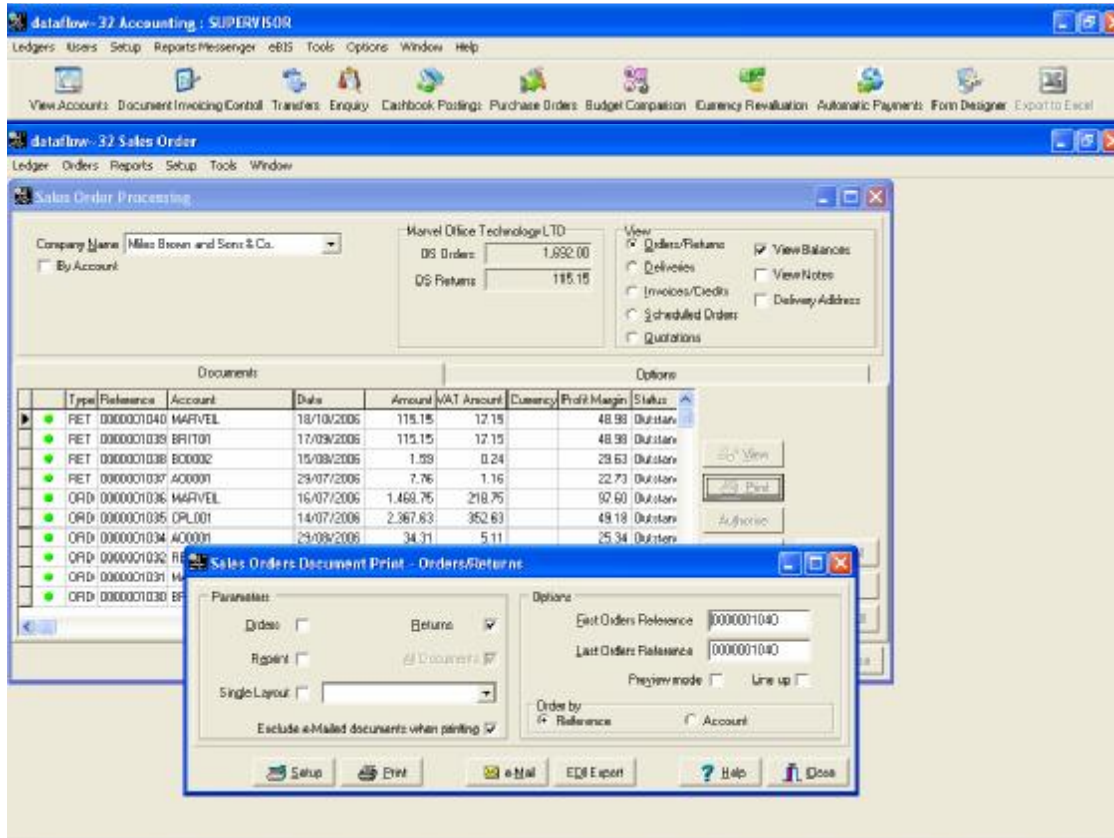 dataflow-32 Accounting : SUPERVISOR
Ledgers Users Setup Reports Messenger eBIS Tools Options Window Help
View Accounts Document Invoicing Control Transfers Enquiry Cashbook Postings Purchase Orders Budget Comparison Currency Revaluation Automatic Payments Form Designer Export to Excel
dataflow-32 Sales Order
Ledger Orders Reports Setup Tools Window
Sales Order Processing
Company Name Miles Brown and Sons & Co.
By Account
Marvel Office Technology LTD
OS Orders 1,692.00
OS Returns 115.15
View
Orders/Returns
Deliveries
Invoices/Credits
Scheduled Orders
Quotations
View Balances
View Notes
Delivery Address
Documents Options
Type Reference Account Date Amount VAT Amount Currency Profit Margin Status
RET 0000001040 MARVEL 18/10/2006 115.15 17.15 48.98 Outstan
RET 0000001039 BRIT01 17/09/2006 115.15 17.15 48.98 Outstan
RET 0000001038 BO0002 15/08/2006 1.59 0.24 29.63 Outstan
RET 0000001037 AO0001 29/07/2006 7.76 1.16 22.73 Outstan
ORD 0000001036 MARVEL 16/07/2006 1,468.75 218.75 97.60 Outstan
ORD 0000001035 CPL001 14/07/2006 2,367.63 352.63 49.18 Outstan
ORD 0000001034 AO0001 29/08/2006 34.31 5.11 25.34 Outstan
ORD 0000001032
ORD 0000001031
ORD 0000001030
View
Print
Authorise
Sales Orders Document Print - Orders/Returns
Parameters
Orders Returns
Reprint All Documents
Single Layout
Exclude e-Mailed documents when printing
Options
First Orders Reference 0000001040
Last Orders Reference 0000001040
Preview mode Line up
Order by
Reference Account
Setup Print e-Mail EDI Export Help Close